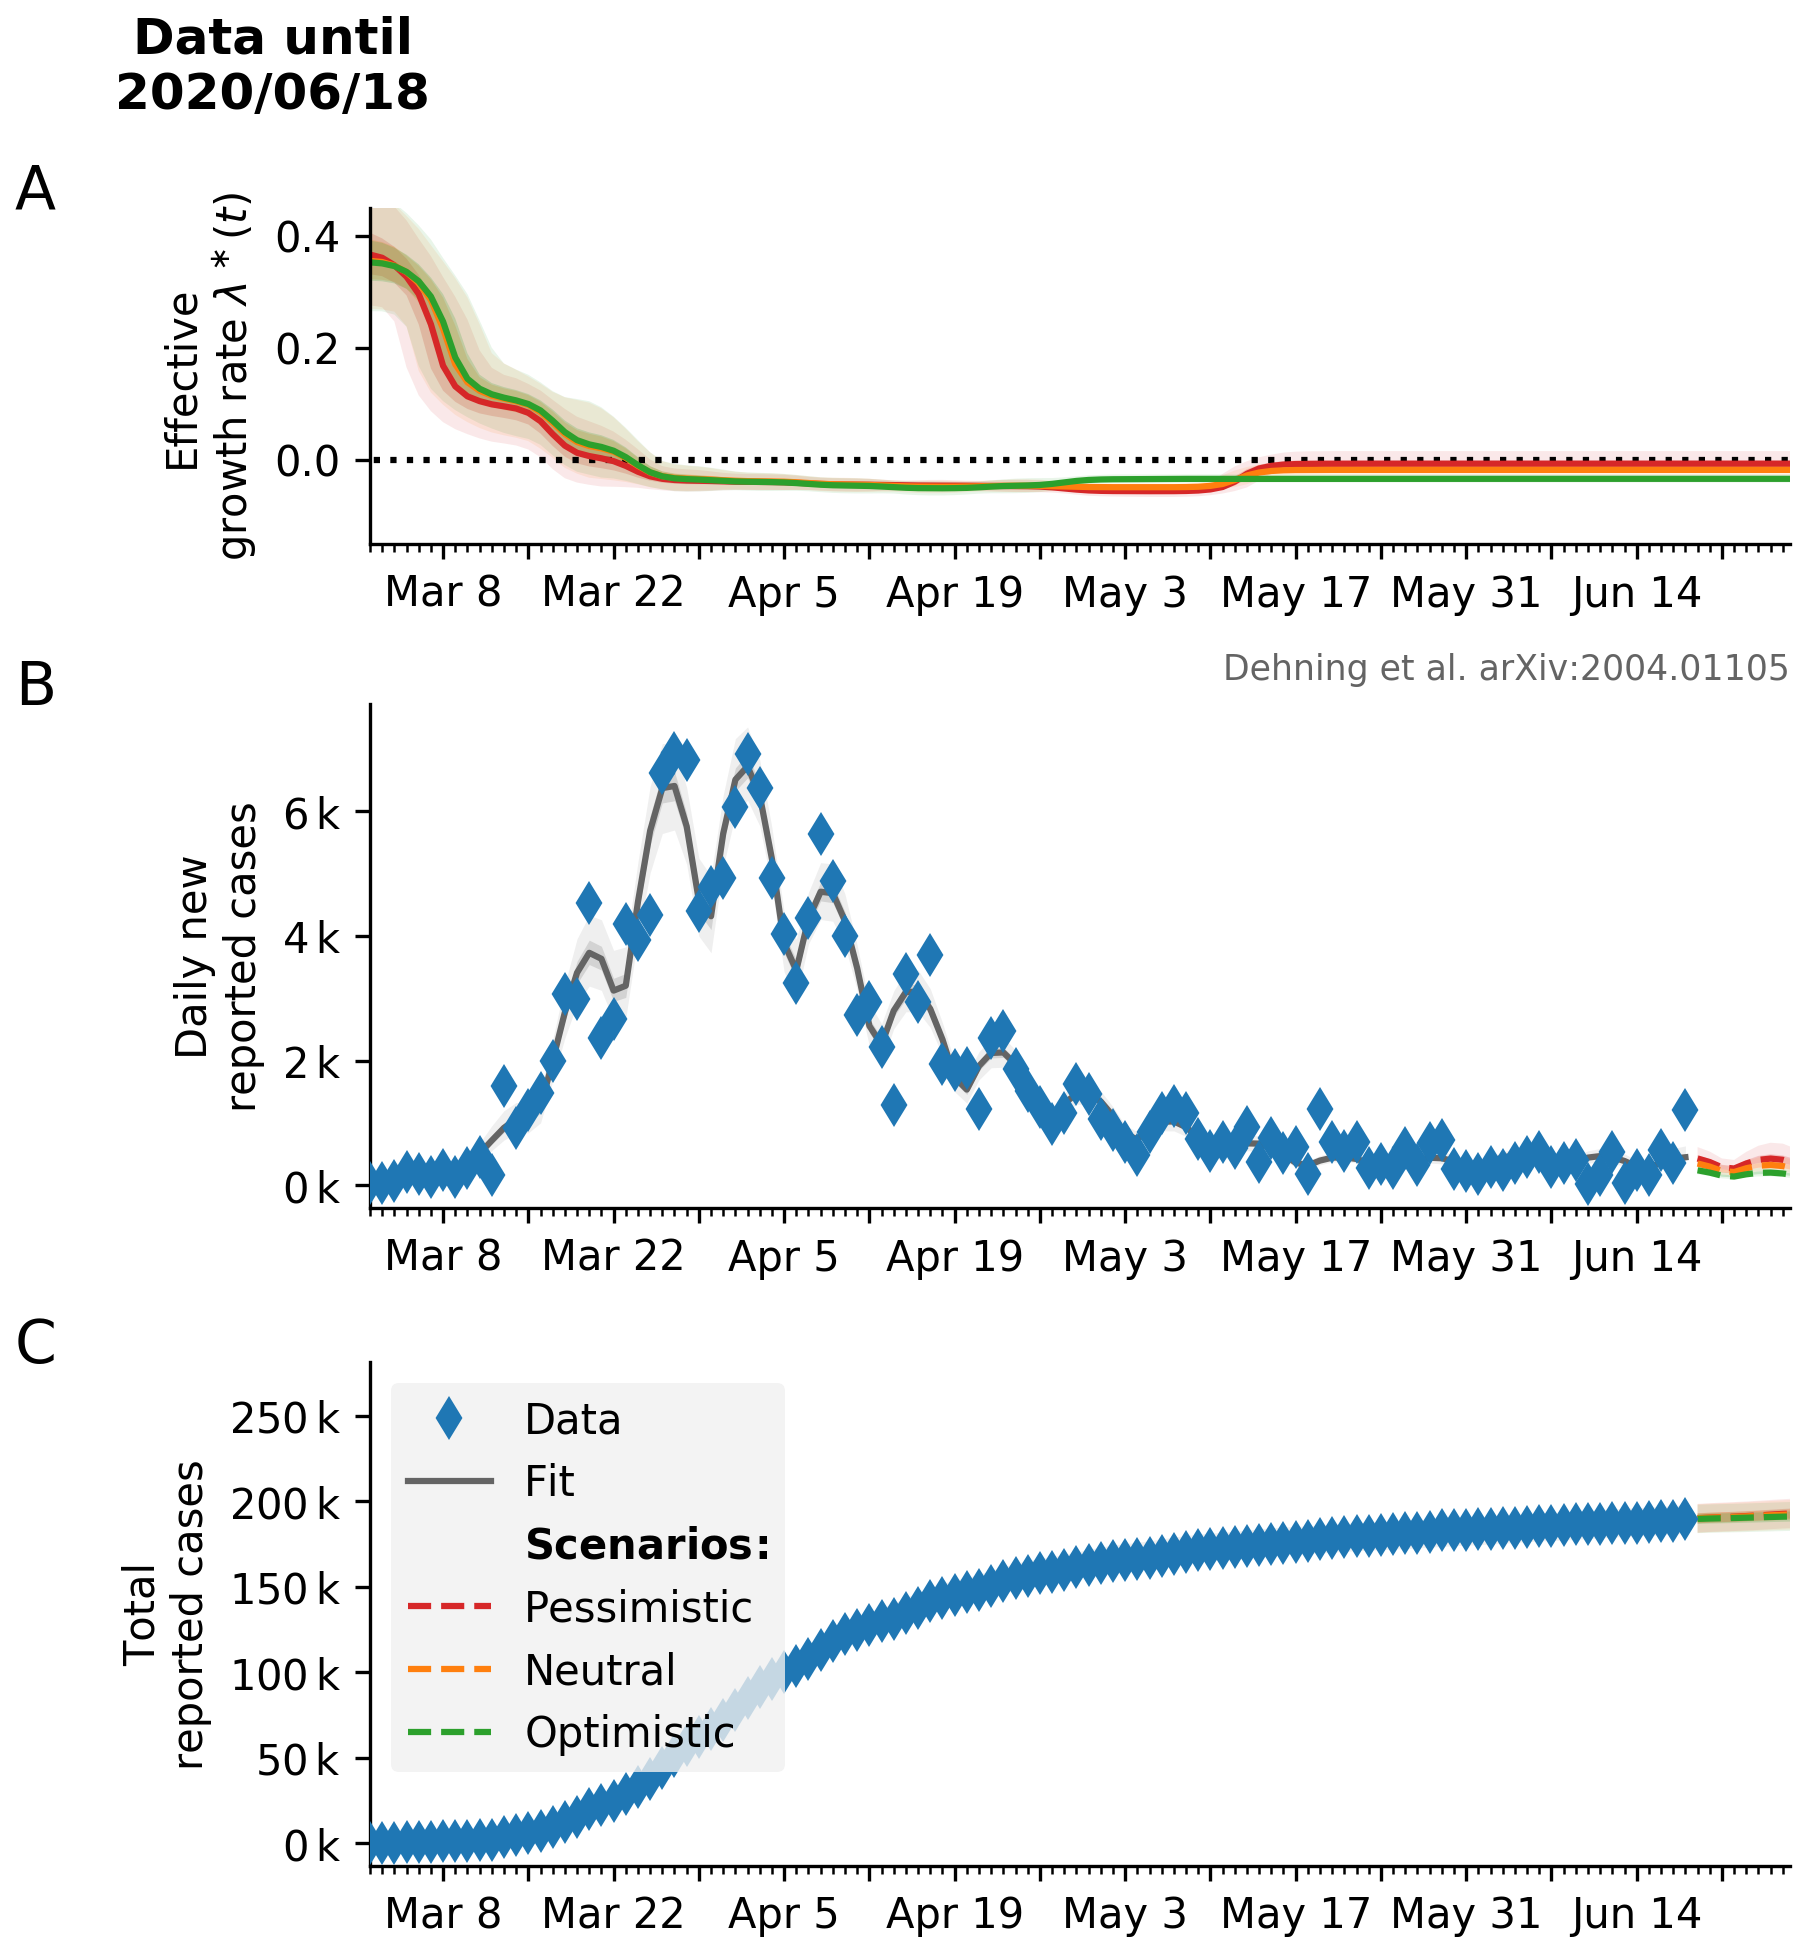 Data until
2020/06/18
A
Effective
growth rate λ * (t)
0.4
0.2
0.0
Mar 8 Mar 22 Apr 5 Apr 19 May 3 May 17 May 31 Jun 14
Dehning et al. arXiv:2004.01105
B
Daily new
reported cases
6 k
4 k
2 k
0 k
Mar 8 Mar 22 Apr 5 Apr 19 May 3 May 17 May 31 Jun 14
C
Total
reported cases
250 k
200 k
150 k
100 k
50 k
0 k
Data
Fit
Scenarios:
Pessimistic
Neutral
Optimistic
Mar 8 Mar 22 Apr 5 Apr 19 May 3 May 17 May 31 Jun 14